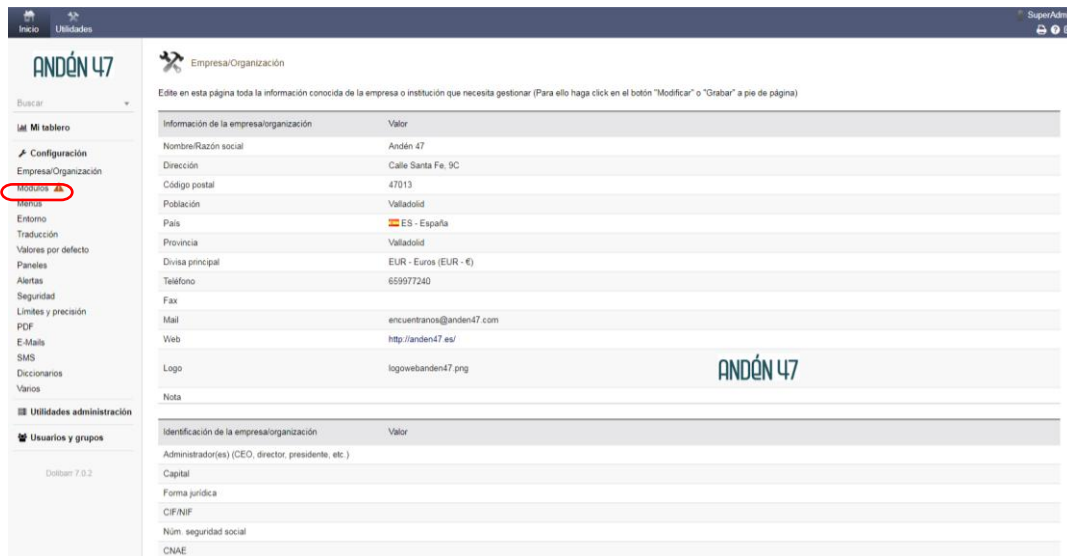 Inicio Utilidades SuperAdm
ANDÉN 47
Buscar
Mi tablero
Configuración
Empresa/Organización
Módulos
Menús
Entorno
Traducción
Valores por defecto
Paneles
Alertas
Seguridad
Límites y precisión
PDF
E-Mails
SMS
Diccionarios
Varios
Utilidades administración
Usuarios y grupos
Dolibarr 7.0.2
Empresa/Organización
Edite en esta página toda la información conocida de la empresa o institución que necesita gestionar (Para ello haga click en el botón "Modificar" o "Grabar" a pie de página)
Información de la empresa/organización Valor
Nombre/Razón social Andén 47
Dirección Calle Santa Fe, 9C
Código postal 47013
Población Valladolid
País ES - España
Provincia Valladolid
Divisa principal EUR - Euros (EUR - €)
Teléfono 659977240
Fax
Mail encuentranos@anden47.com
Web http://anden47.es/
Logo logowebanden47.png ANDÉN 47
Nota
Identificación de la empresa/organización Valor
Administrador(es) (CEO, director, presidente, etc.)
Capital
Forma jurídica
CIF/NIF
Núm. seguridad social
CNAE